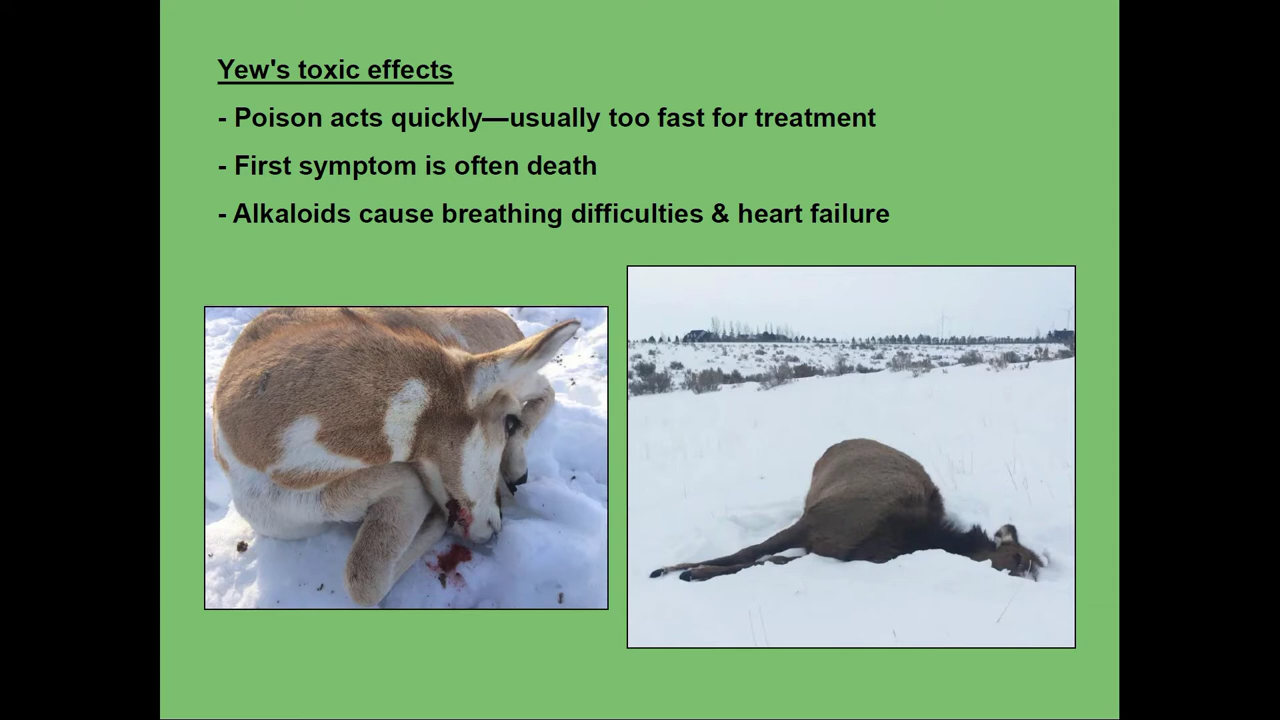 Yew's toxic effects
- Poison acts quickly—usually too fast for treatment
- First symptom is often death
- Alkaloids cause breathing difficulties & heart failure